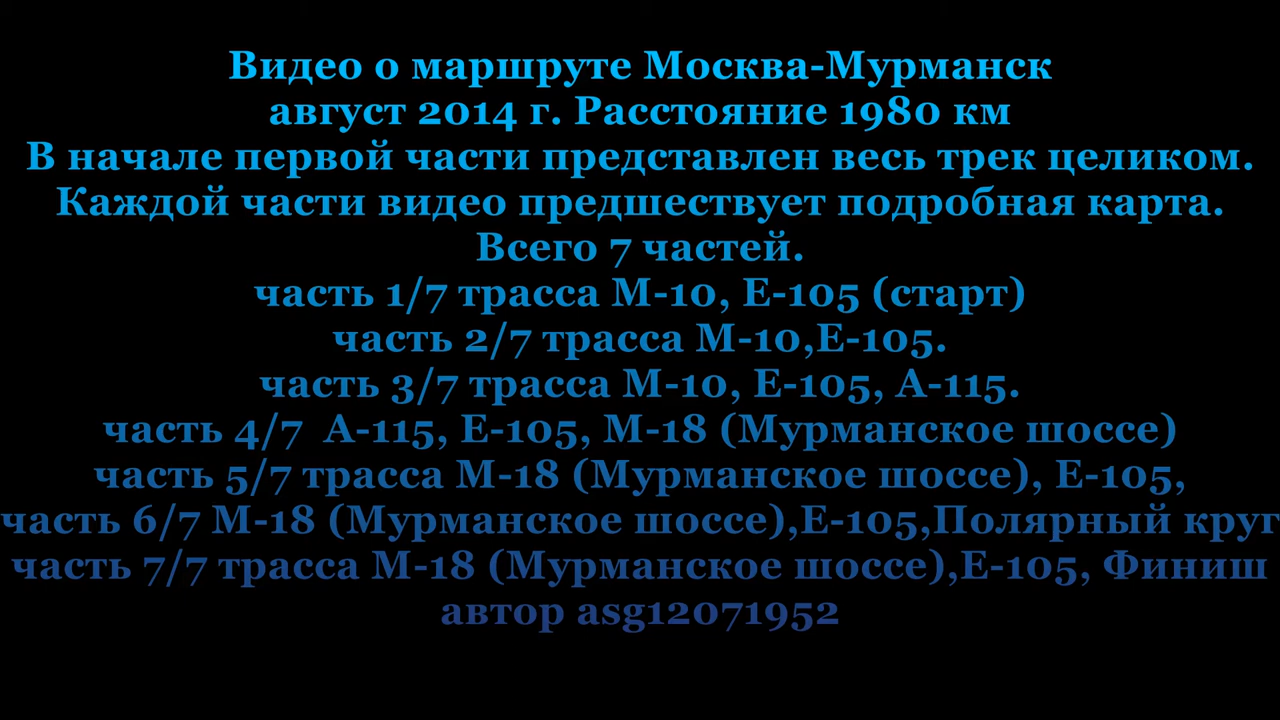 Видео о маршруте Москва-Мурманск
август 2014 г. Расстояние 1980 км
В начале первой части представлен весь трек целиком.
Каждой части видео предшествует подробная карта.
Всего 7 частей.
часть 1/7 трасса М-10, Е-105 (старт)
часть 2/7 трасса М-10,Е-105.
часть 3/7 трасса М-10, Е-105, А-115.
часть 4/7  А-115, Е-105, М-18 (Мурманское шоссе)
часть 5/7 трасса М-18 (Мурманское шоссе), Е-105,
часть 6/7 М-18 (Мурманское шоссе),Е-105,Полярный круг
часть 7/7 трасса М-18 (Мурманское шоссе),Е-105, Финиш
автор asg12071952